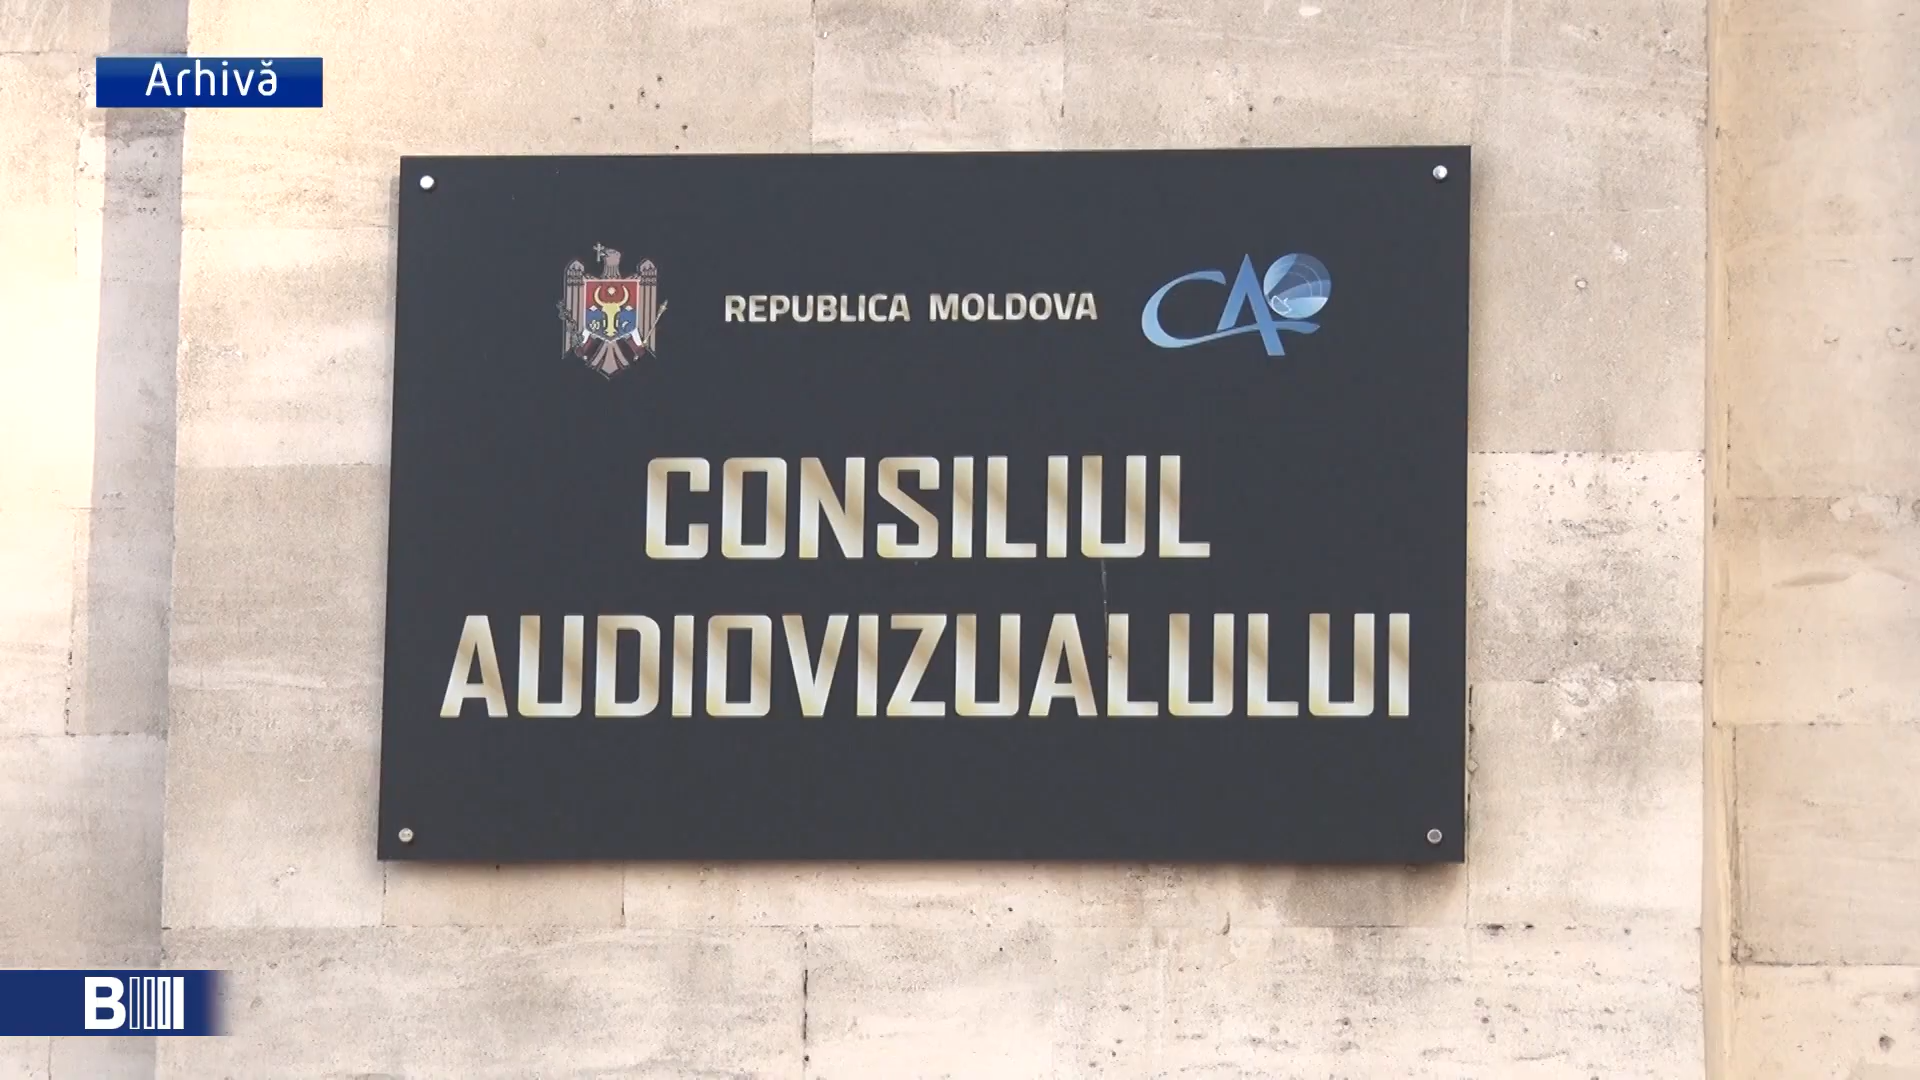 Arhivă
REPUBLICA MOLDOVA
CA
CONSILIUL
AUDIOVIZUALULUI
B